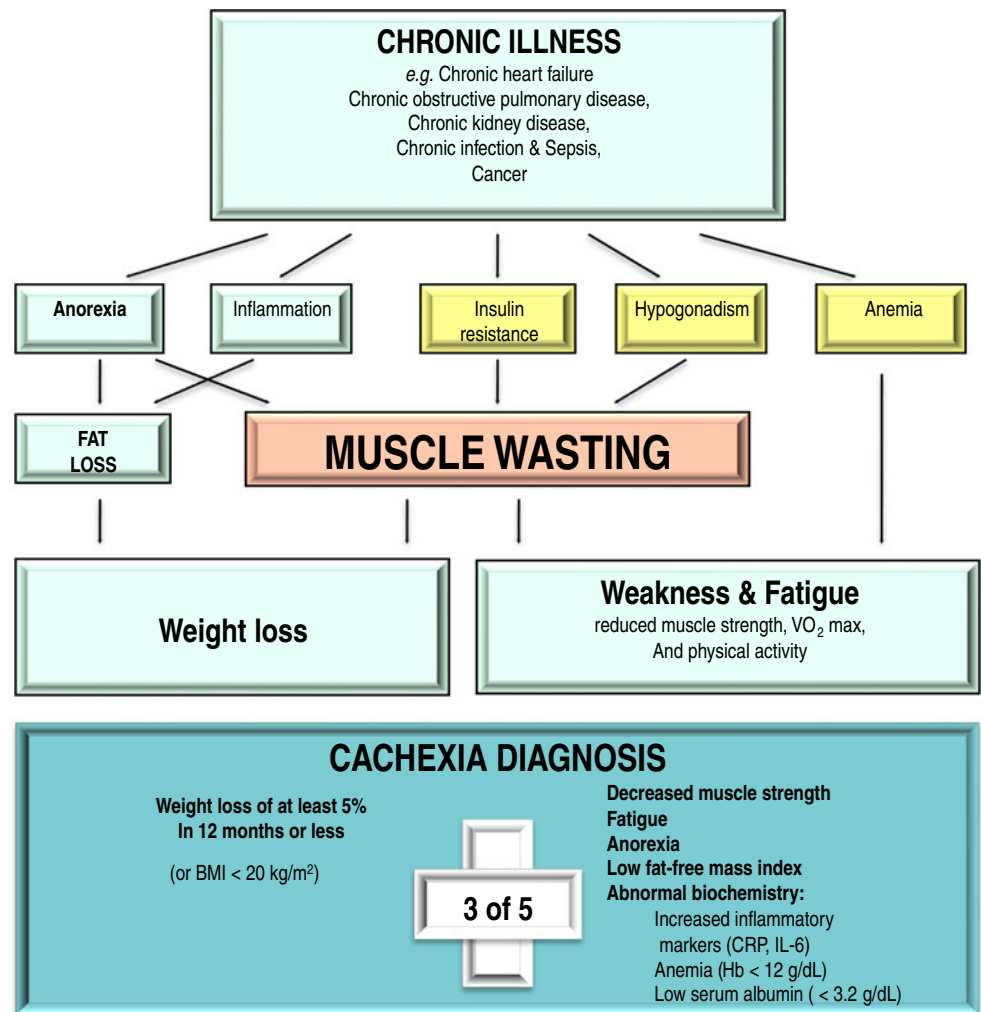 CHRONIC ILLNESS
e.g. Chronic heart failure
Chronic obstructive pulmonary disease,
Chronic kidney disease,
Chronic infection & Sepsis,
Cancer
Anorexia
Inflammation
Insulin
resistance
Hypogonadism
Anemia
FAT
LOSS
MUSCLE WASTING
Weight loss
Weakness & Fatigue
reduced muscle strength, VO₂ max,
And physical activity
CACHEXIA DIAGNOSIS
Weight loss of at least 5%
In 12 months or less
(or BMI < 20 kg/m²)
3 of 5
Decreased muscle strength
Fatigue
Anorexia
Low fat-free mass index
Abnormal biochemistry:
Increased inflammatory
markers (CRP, IL-6)
Anemia (Hb < 12 g/dL)
Low serum albumin ( < 3.2 g/dL)